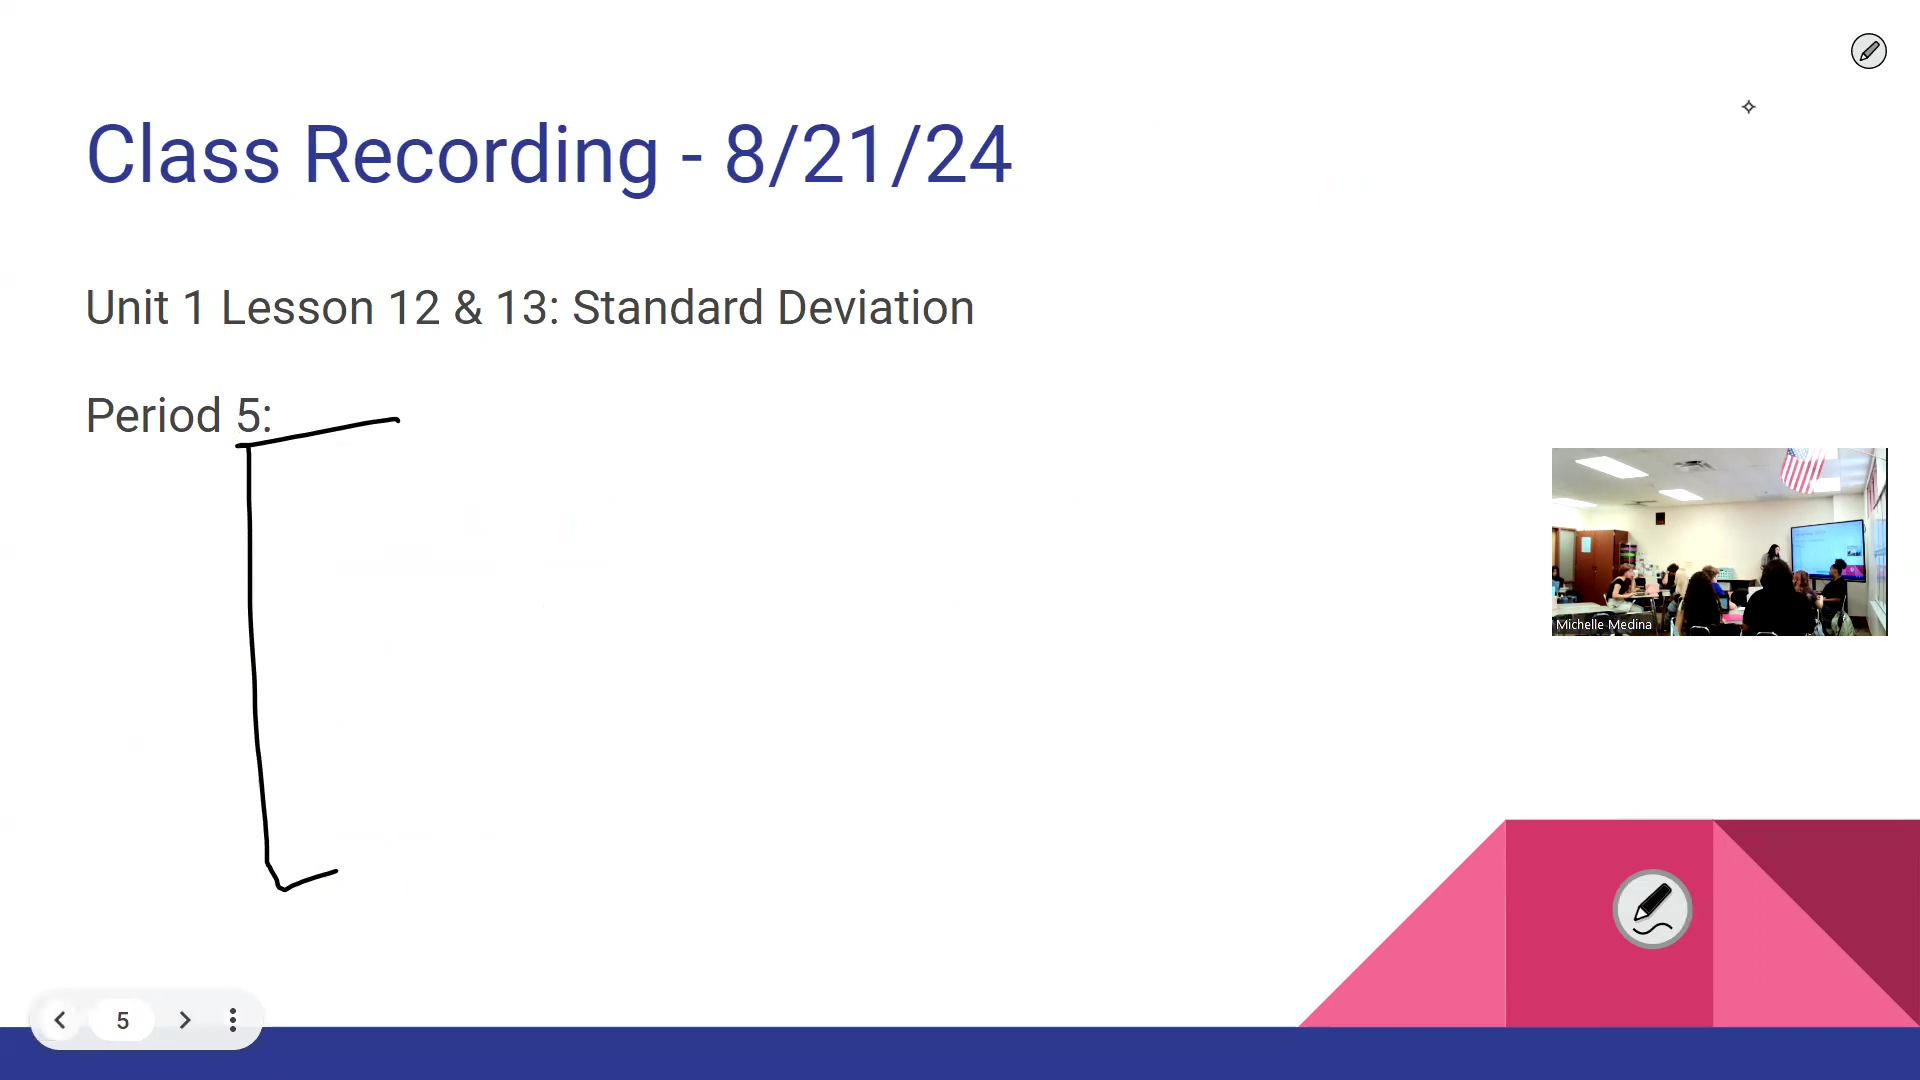 Class Recording - 8/21/24
Unit 1 Lesson 12 & 13: Standard Deviation
Period 5:
Michelle Medina
5